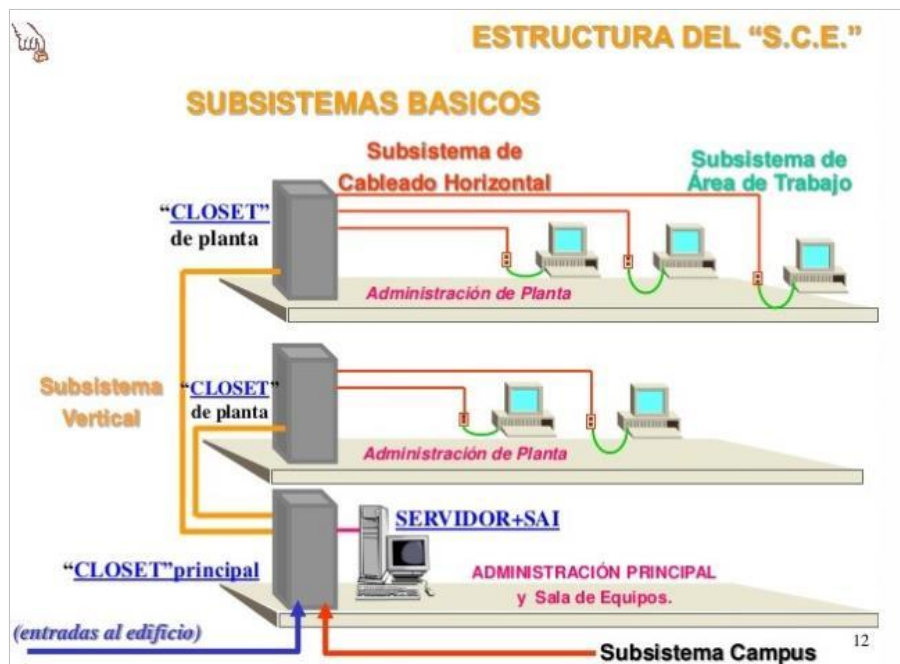 ESTRUCTURA DEL “S.C.E.”
SUBSISTEMAS BASICOS
Subsistema de
Cableado Horizontal
Subsistema de
Área de Trabajo
“CLOSET”
de planta
Administración de Planta
Subsistema
Vertical
“CLOSET”
de planta
Administración de Planta
SERVIDOR+SAI
“CLOSET”principal
ADMINISTRACIÓN PRINCIPAL
y Sala de Equipos.
(entradas al edificio)
Subsistema Campus
12